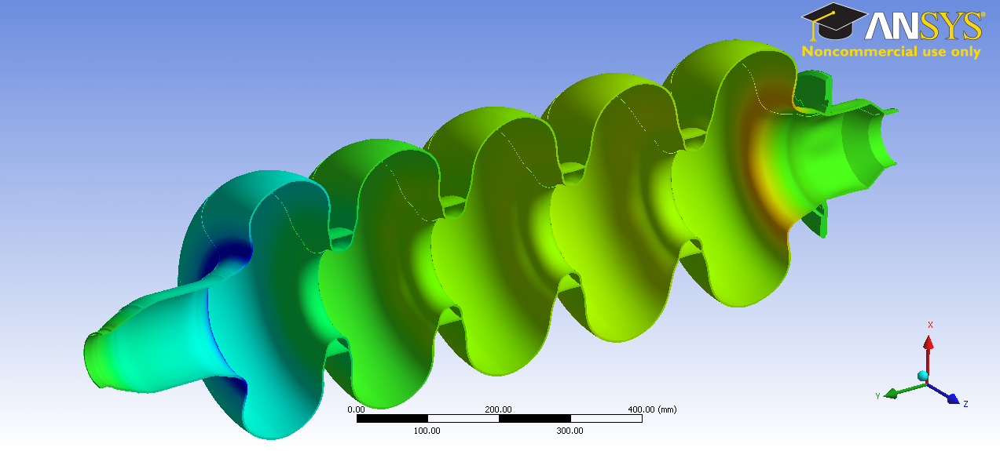 ANSYS®
Noncommercial use only
X
Y
Z
0.00 200.00 400.00 (mm)
100.00 300.00